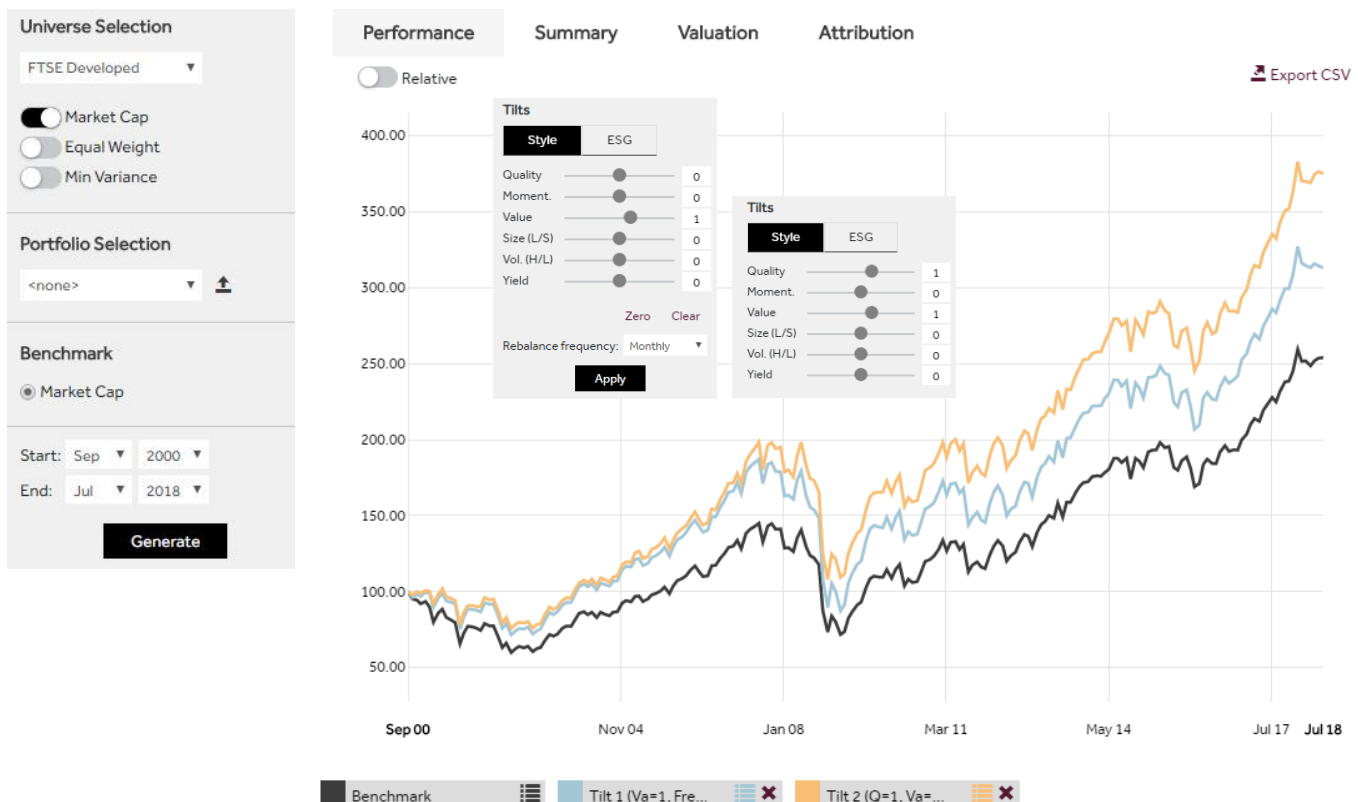 Universe Selection
FTSE Developed
Market Cap
Equal Weight
Min Variance
Portfolio Selection
<none>
Benchmark
Market Cap
Start: Sep 2000
End: Jul 2018
Generate
Performance Summary Valuation Attribution
Relative
Export CSV
Tilts
Style ESG
Quality 0
Moment. 0
Value 1
Size (L/S) 0
Vol. (H/L) 0
Yield 0
Zero Clear
Rebalance frequency: Monthly
Apply
Tilts
Style ESG
Quality 1
Moment. 0
Value 1
Size (L/S) 0
Vol. (H/L) 0
Yield 0
400.00
350.00
300.00
250.00
200.00
150.00
100.00
50.00
Sep 00 Nov 04 Jan 08 Mar 11 May 14 Jul 17 Jul 18
Benchmark Tilt 1 (Va=1, Fre... Tilt 2 (Q=1, Va=...